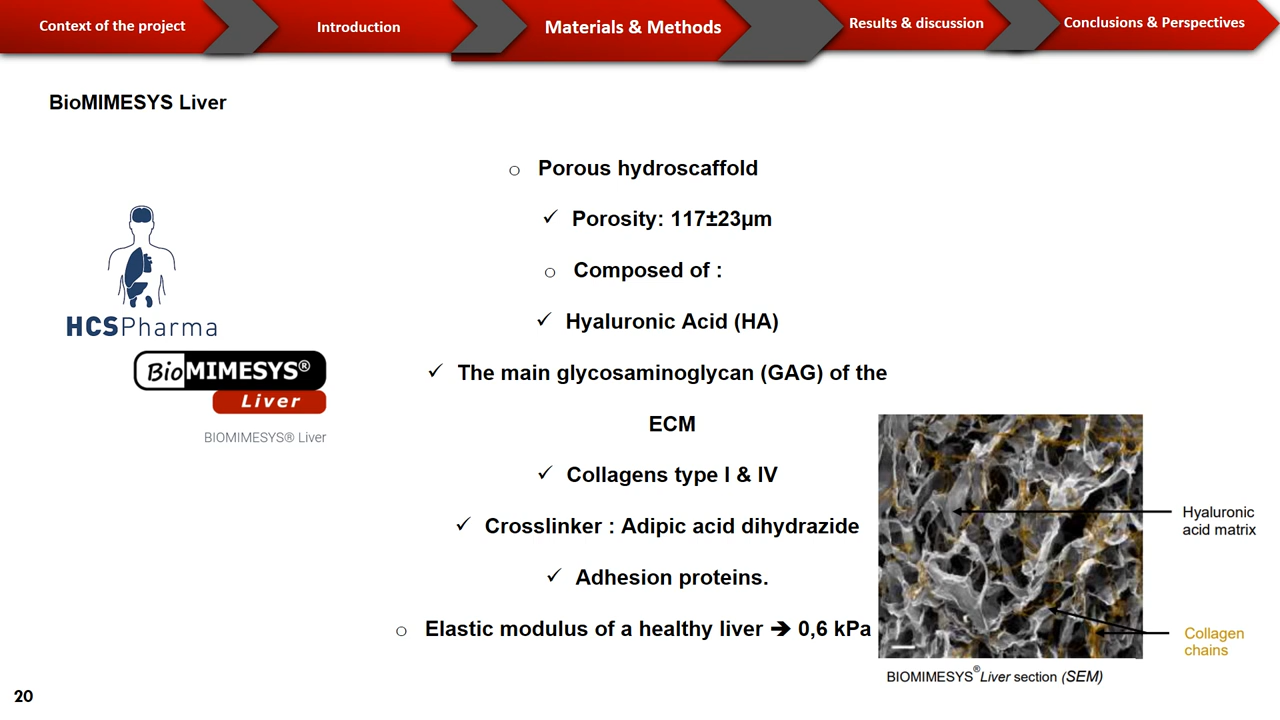 Context of the project
Introduction
Materials & Methods
Results & discussion
Conclusions & Perspectives
BioMIMESYS Liver
○ Porous hydroscaffold
✓ Porosity: 117±23µm
○ Composed of :
✓ Hyaluronic Acid (HA)
✓ The main glycosaminoglycan (GAG) of the
ECM
✓ Collagens type I & IV
✓ Crosslinker : Adipic acid dihydrazide
✓ Adhesion proteins.
○ Elastic modulus of a healthy liver ➔ 0,6 kPa
HCSPharma
BioMIMESYS®
Liver
BIOMIMESYS® Liver
Hyaluronic
acid matrix
Collagen
chains
BIOMIMESYS® Liver section (SEM)
20